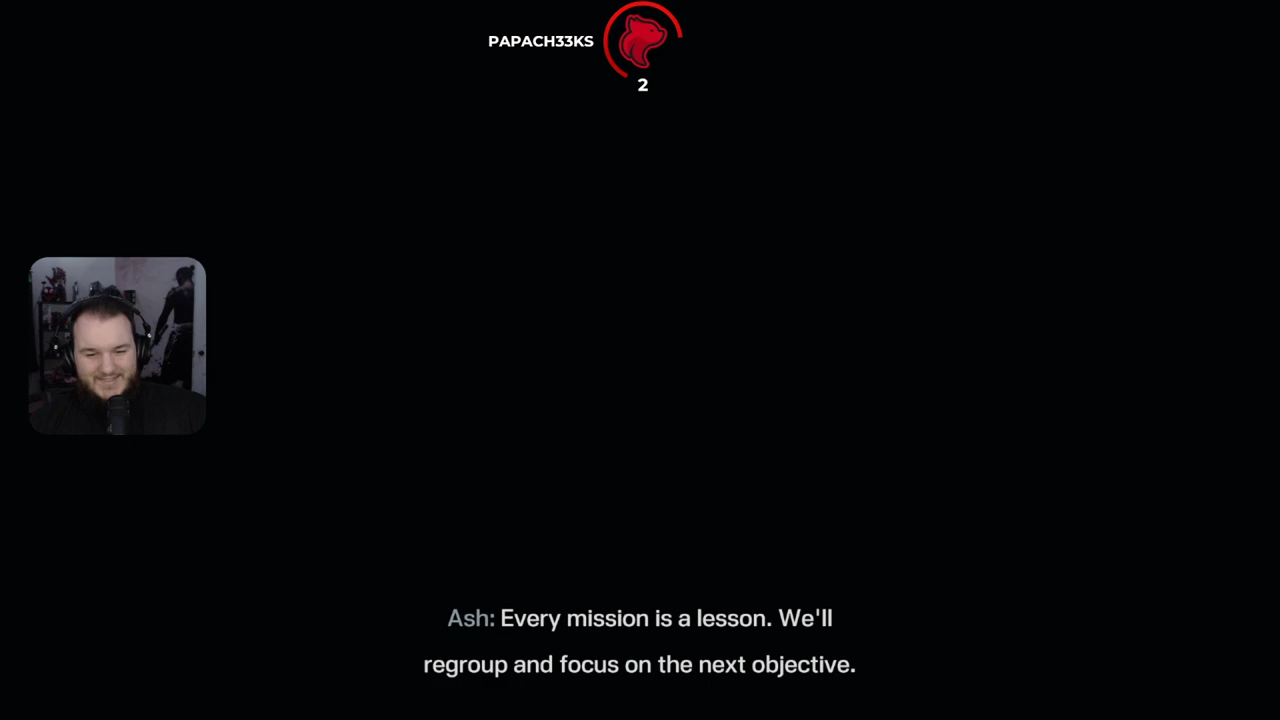 PAPACH33KS
2
Ash: Every mission is a lesson. We'll
regroup and focus on the next objective.